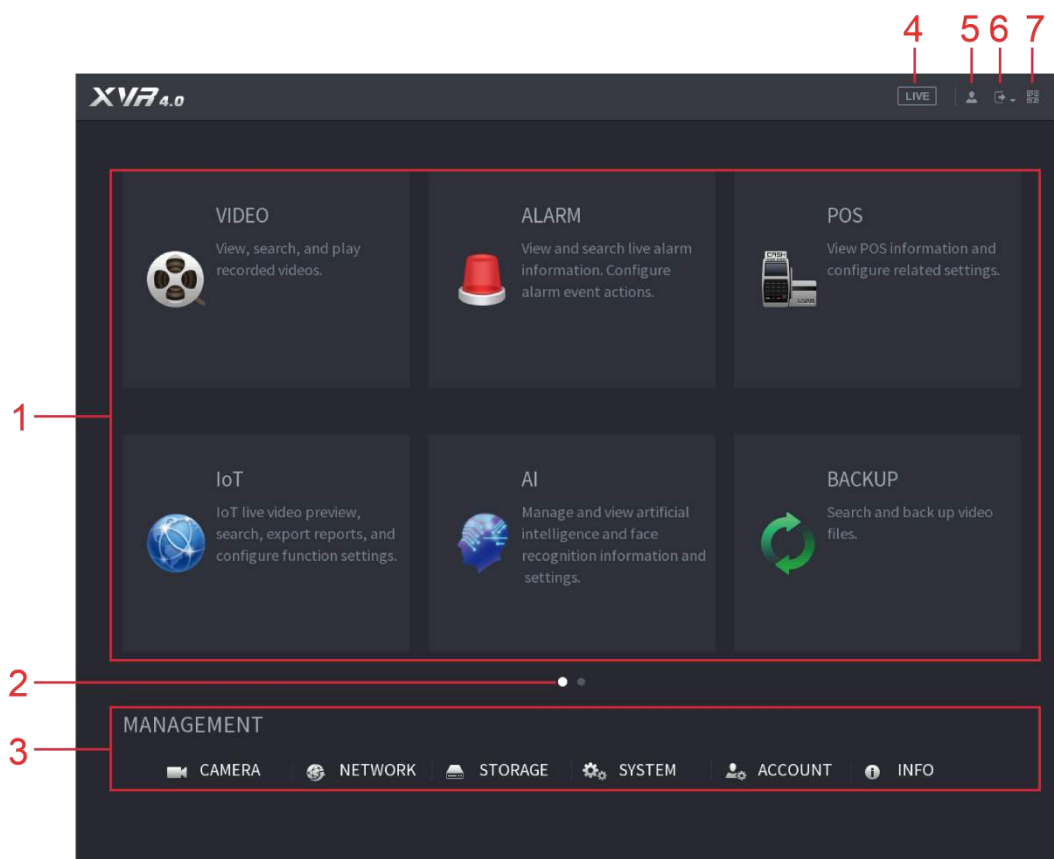 4 5 6 7
XVR 4.0
LIVE
VIDEO
View, search, and play
recorded videos.
ALARM
View and search live alarm
information. Configure
alarm event actions.
POS
View POS information and
configure related settings.
CASH
1
IoT
IoT live video preview,
search, export reports, and
configure function settings.
AI
Manage and view artificial
intelligence and face
recognition information and
settings.
BACKUP
Search and back up video
files.
2
MANAGEMENT
3
CAMERA NETWORK STORAGE SYSTEM ACCOUNT INFO